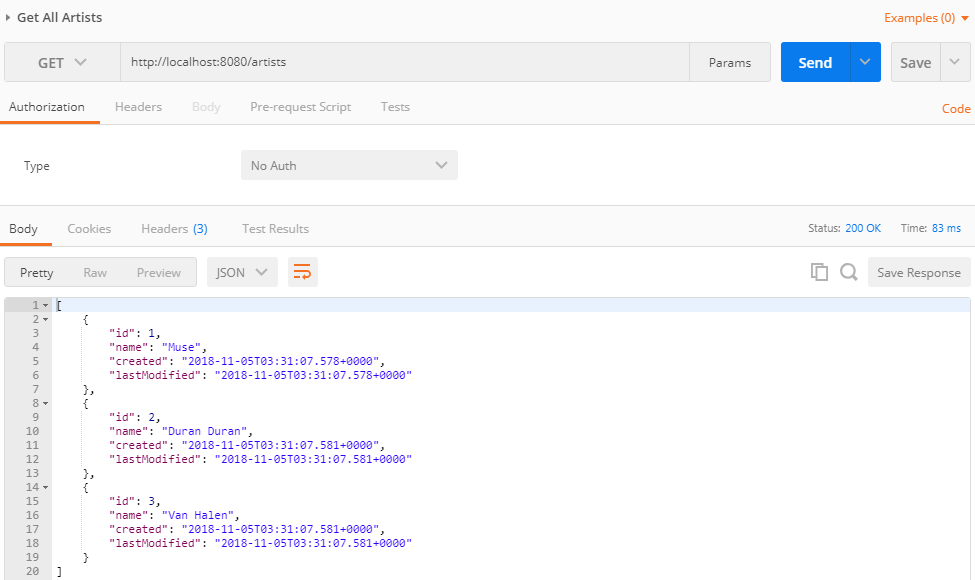 Get All Artists Examples (0)
GET http://localhost:8080/artists Params Send Save
Authorization Headers Body Pre-request Script Tests Code
Type No Auth
Body Cookies Headers (3) Test Results Status: 200 OK Time: 83 ms
Pretty Raw Preview JSON Save Response
1 [
2 {
3 "id": 1,
4 "name": "Muse",
5 "created": "2018-11-05T03:31:07.578+0000",
6 "lastModified": "2018-11-05T03:31:07.578+0000"
7 },
8 {
9 "id": 2,
10 "name": "Duran Duran",
11 "created": "2018-11-05T03:31:07.581+0000",
12 "lastModified": "2018-11-05T03:31:07.581+0000"
13 },
14 {
15 "id": 3,
16 "name": "Van Halen",
17 "created": "2018-11-05T03:31:07.581+0000",
18 "lastModified": "2018-11-05T03:31:07.581+0000"
19 }
20 ]